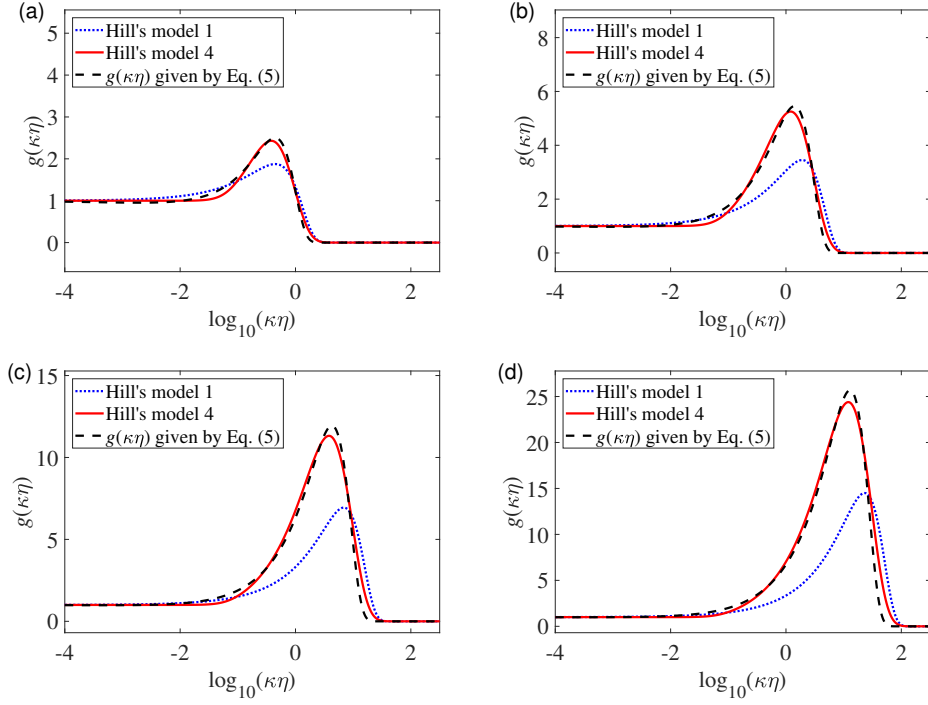 (a)
Hill's model 1
Hill's model 4
g(κη) given by Eq. (5)
5
4
3
2
1
0
g(κη)
-4
-2
0
2
log10(κη)
(b)
Hill's model 1
Hill's model 4
g(κη) given by Eq. (5)
8
6
4
2
0
g(κη)
-4
-2
0
2
log10(κη)
(c)
Hill's model 1
Hill's model 4
g(κη) given by Eq. (5)
15
10
5
0
g(κη)
-4
-2
0
2
log10(κη)
(d)
Hill's model 1
Hill's model 4
g(κη) given by Eq. (5)
25
20
15
10
5
0
g(κη)
-4
-2
0
2
log10(κη)